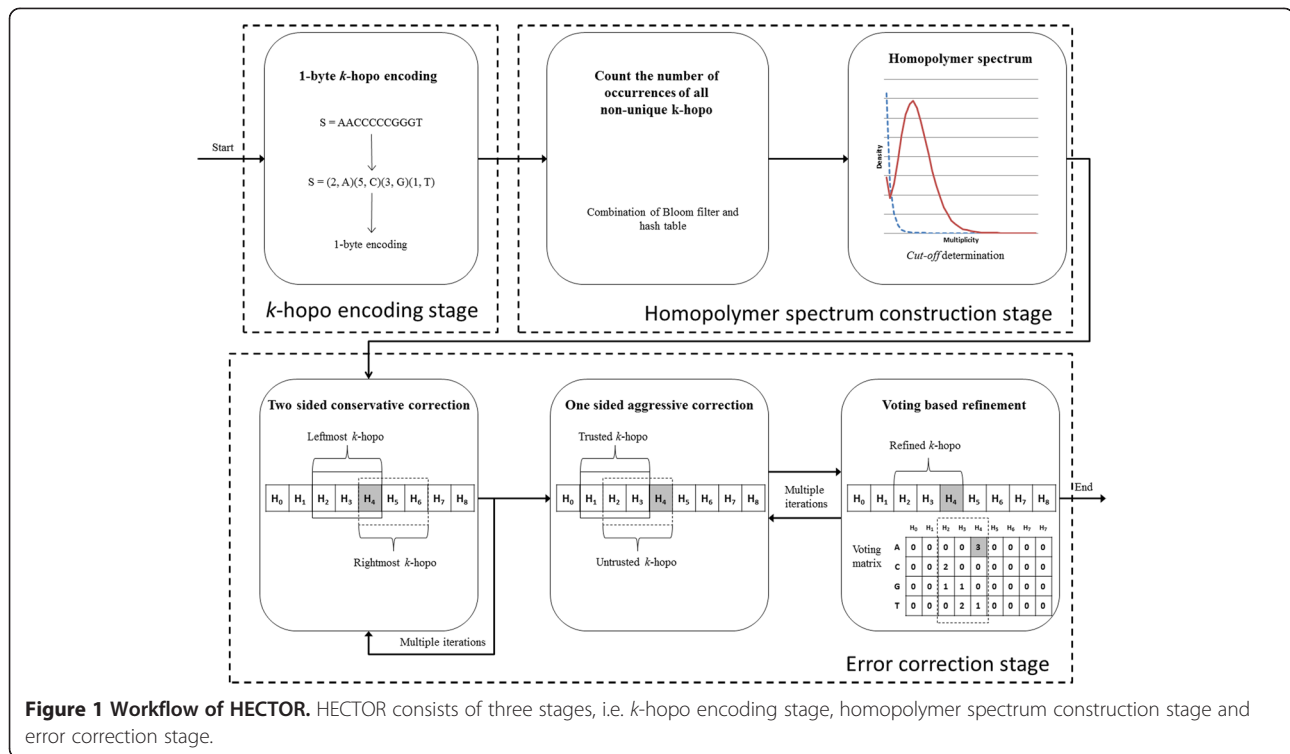 Start
1-byte k-hopo encoding
S = AACCCCCGGGT
S = (2, A)(5, C)(3, G)(1, T)
1-byte encoding
k-hopo encoding stage
Count the number of
occurrences of all
non-unique k-hopo
Combination of Bloom filter and
hash table
Homopolymer spectrum
Density
Multiplicity
Cut-off determination
Homopolymer spectrum construction stage
Two sided conservative correction
Leftmost k-hopo
H0 H1 H2 H3 H4 H5 H6 H7 H8
Rightmost k-hopo
Multiple iterations
One sided aggressive correction
Trusted k-hopo
H0 H1 H2 H3 H4 H5 H6 H7 H8
Untrusted k-hopo
Multiple
iterations
Voting based refinement
Refined k-hopo
H0 H1 H2 H3 H4 H5 H6 H7 H8
End
Voting
matrix
H0 H1 H2 H3 H4 H5 H6 H7 H7
A 0 0 0 0 3 0 0 0 0
C 0 0 2 0 0 0 0 0 0
G 0 0 1 1 0 0 0 0 0
T 0 0 0 2 1 0 0 0 0
Error correction stage
Figure 1 Workflow of HECTOR. HECTOR consists of three stages, i.e. k-hopo encoding stage, homopolymer spectrum construction stage and
error correction stage.